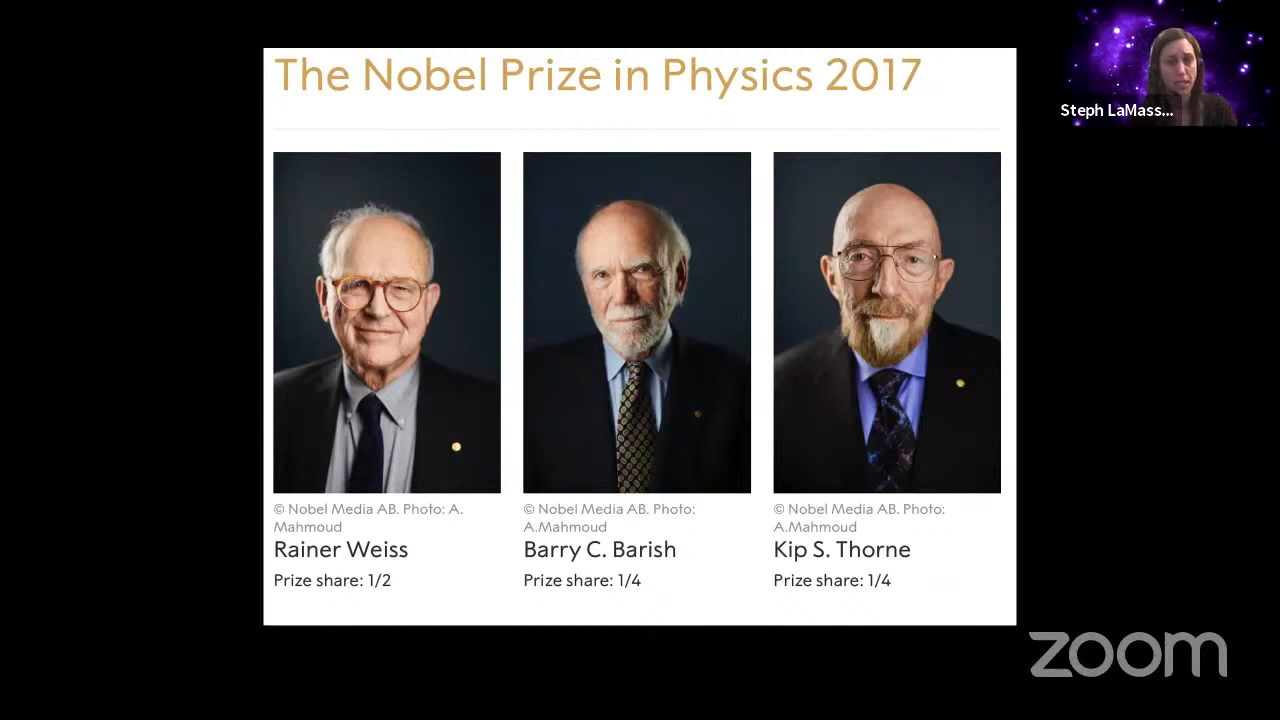 The Nobel Prize in Physics 2017
Steph LaMass...
© Nobel Media AB. Photo: A.
Mahmoud
Rainer Weiss
Prize share: 1/2
© Nobel Media AB. Photo:
A.Mahmoud
Barry C. Barish
Prize share: 1/4
© Nobel Media AB. Photo:
A.Mahmoud
Kip S. Thorne
Prize share: 1/4
zoom